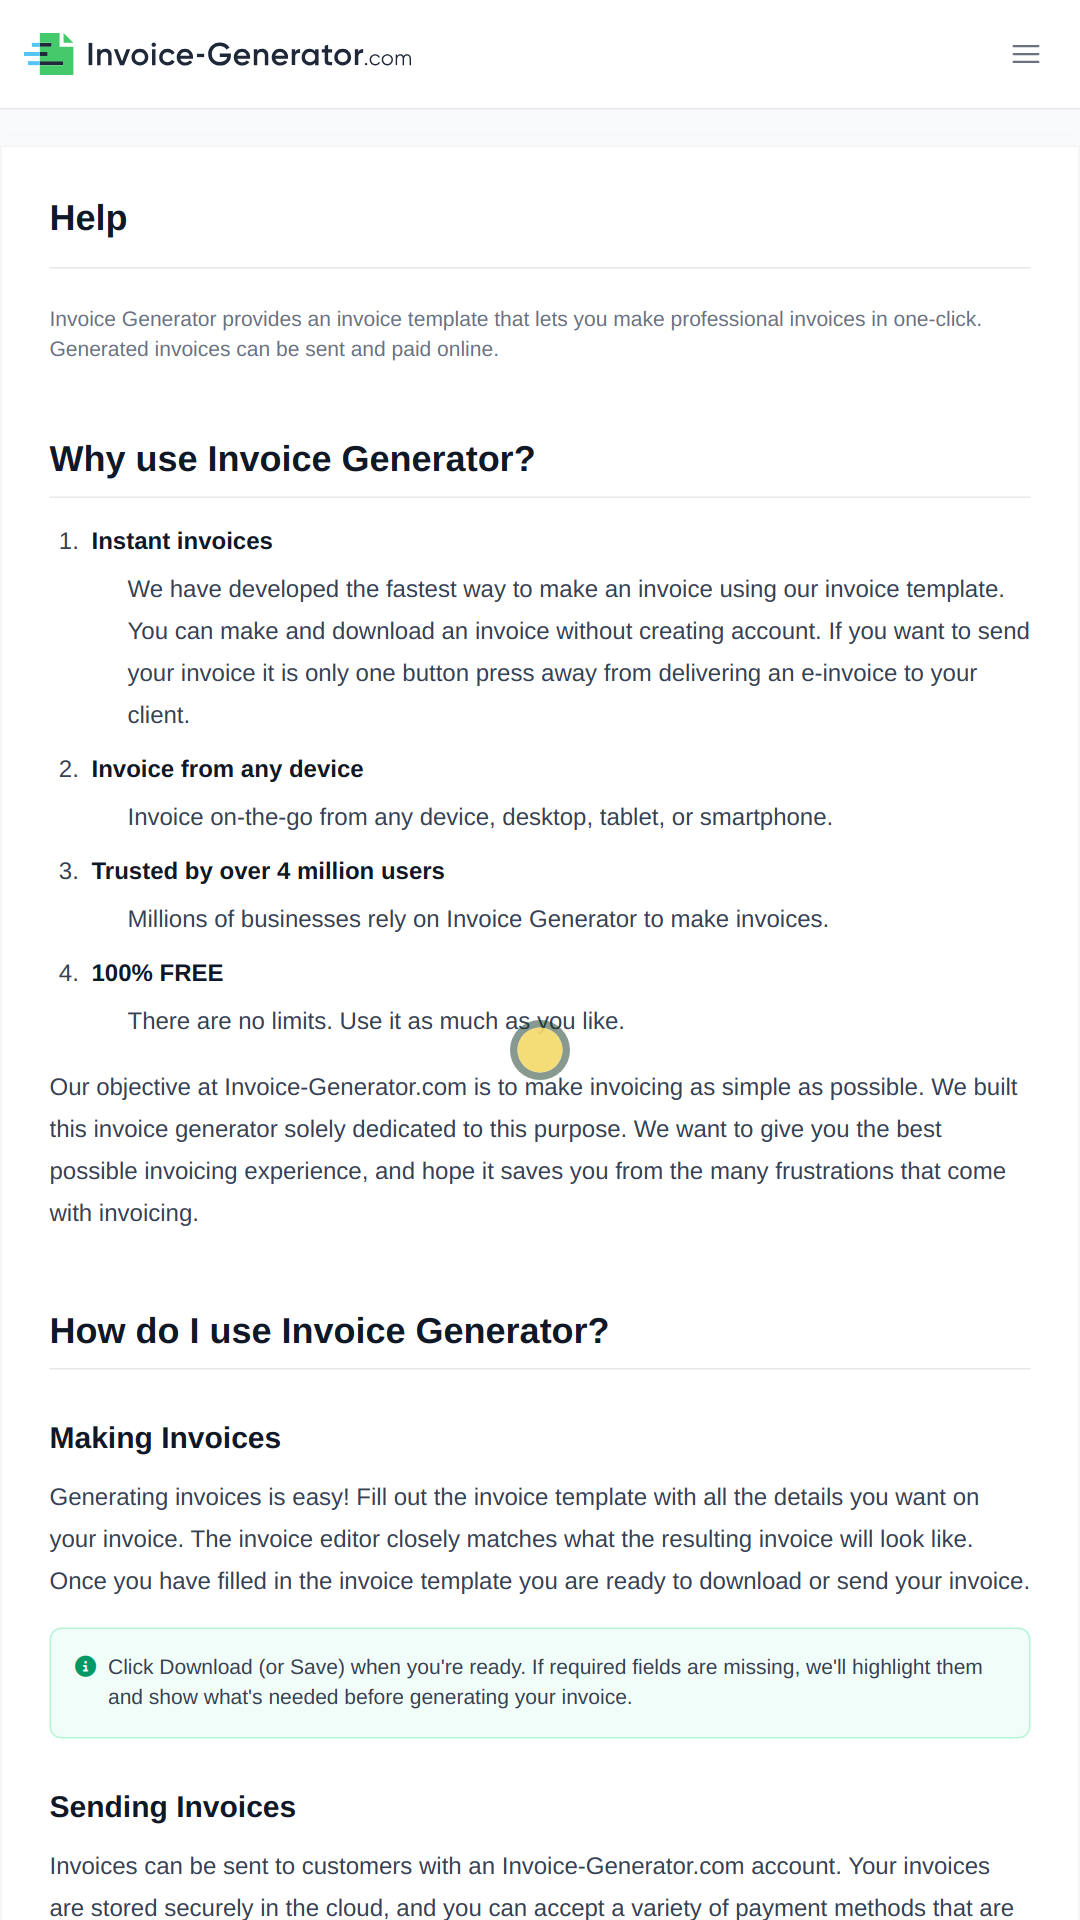 Invoice-Generator.com
Help
Invoice Generator provides an invoice template that lets you make professional invoices in one-click.
Generated invoices can be sent and paid online.
Why use Invoice Generator?
1. Instant invoices
We have developed the fastest way to make an invoice using our invoice template.
You can make and download an invoice without creating account. If you want to send
your invoice it is only one button press away from delivering an e-invoice to your
client.
2. Invoice from any device
Invoice on-the-go from any device, desktop, tablet, or smartphone.
3. Trusted by over 4 million users
Millions of businesses rely on Invoice Generator to make invoices.
4. 100% FREE
There are no limits. Use it as much as you like.
Our objective at Invoice-Generator.com is to make invoicing as simple as possible. We built
this invoice generator solely dedicated to this purpose. We want to give you the best
possible invoicing experience, and hope it saves you from the many frustrations that come
with invoicing.
How do I use Invoice Generator?
Making Invoices
Generating invoices is easy! Fill out the invoice template with all the details you want on
your invoice. The invoice editor closely matches what the resulting invoice will look like.
Once you have filled in the invoice template you are ready to download or send your invoice.
Click Download (or Save) when you're ready. If required fields are missing, we'll highlight them
and show what's needed before generating your invoice.
Sending Invoices
Invoices can be sent to customers with an Invoice-Generator.com account. Your invoices
are stored securely in the cloud, and you can accept a variety of payment methods that are